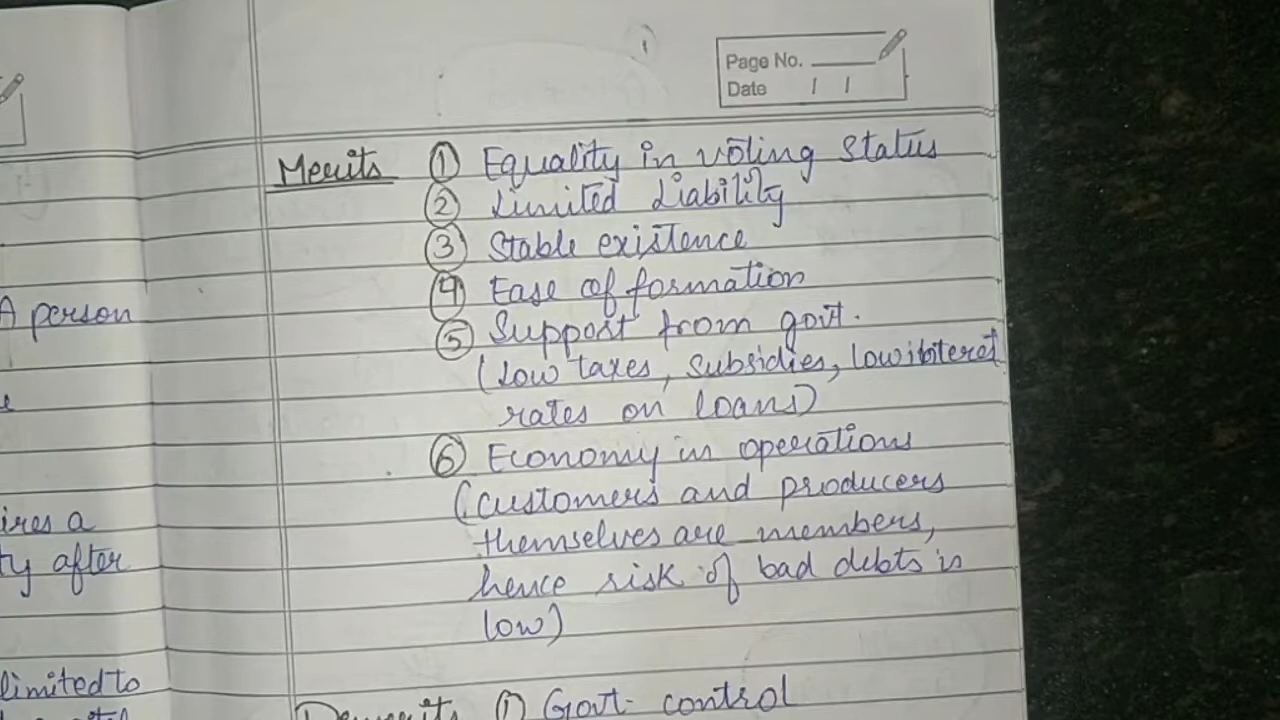 Page No.
Date / /
Merits ① Equality in voting status
② Limited Liability
③ Stable existence
④ Ease of formation
⑤ Support from govt.
(Low taxes, subsidies, low interet
rates on loans)
⑥ Economy in operations
(customers and producers
themselves are members,
hence risk of bad debts is
low)
Demerits ① Govt. control
A person
ires a
ty after
limited to